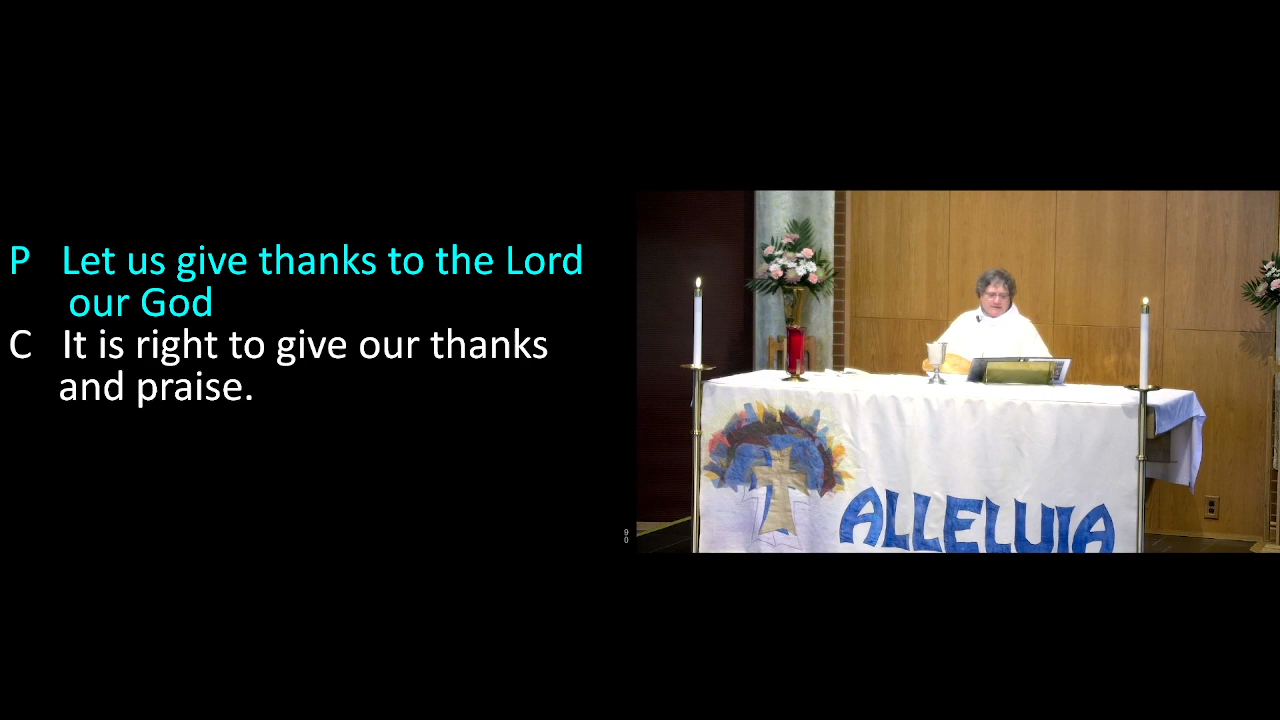 P Let us give thanks to the Lord
our God
C It is right to give our thanks
and praise.
90
ALLELUIA